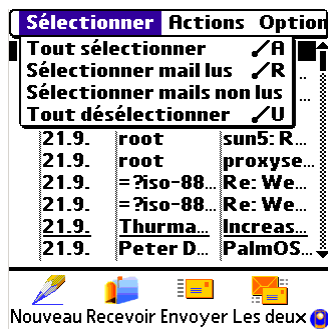 Sélectionner Actions Option
Tout sélectionner ⁄A
Sélectionner mail lus ⁄R
Sélectionner mails non lus
Tout désélectionner ⁄U
21.9. root sun5: R...
21.9. root proxyse...
21.9. =?iso-88... Re: We...
21.9. =?iso-88... Re: We...
21.9. Thurma... Increas...
21.9. Peter D... PalmOS...
Nouveau Recevoir Envoyer Les deux